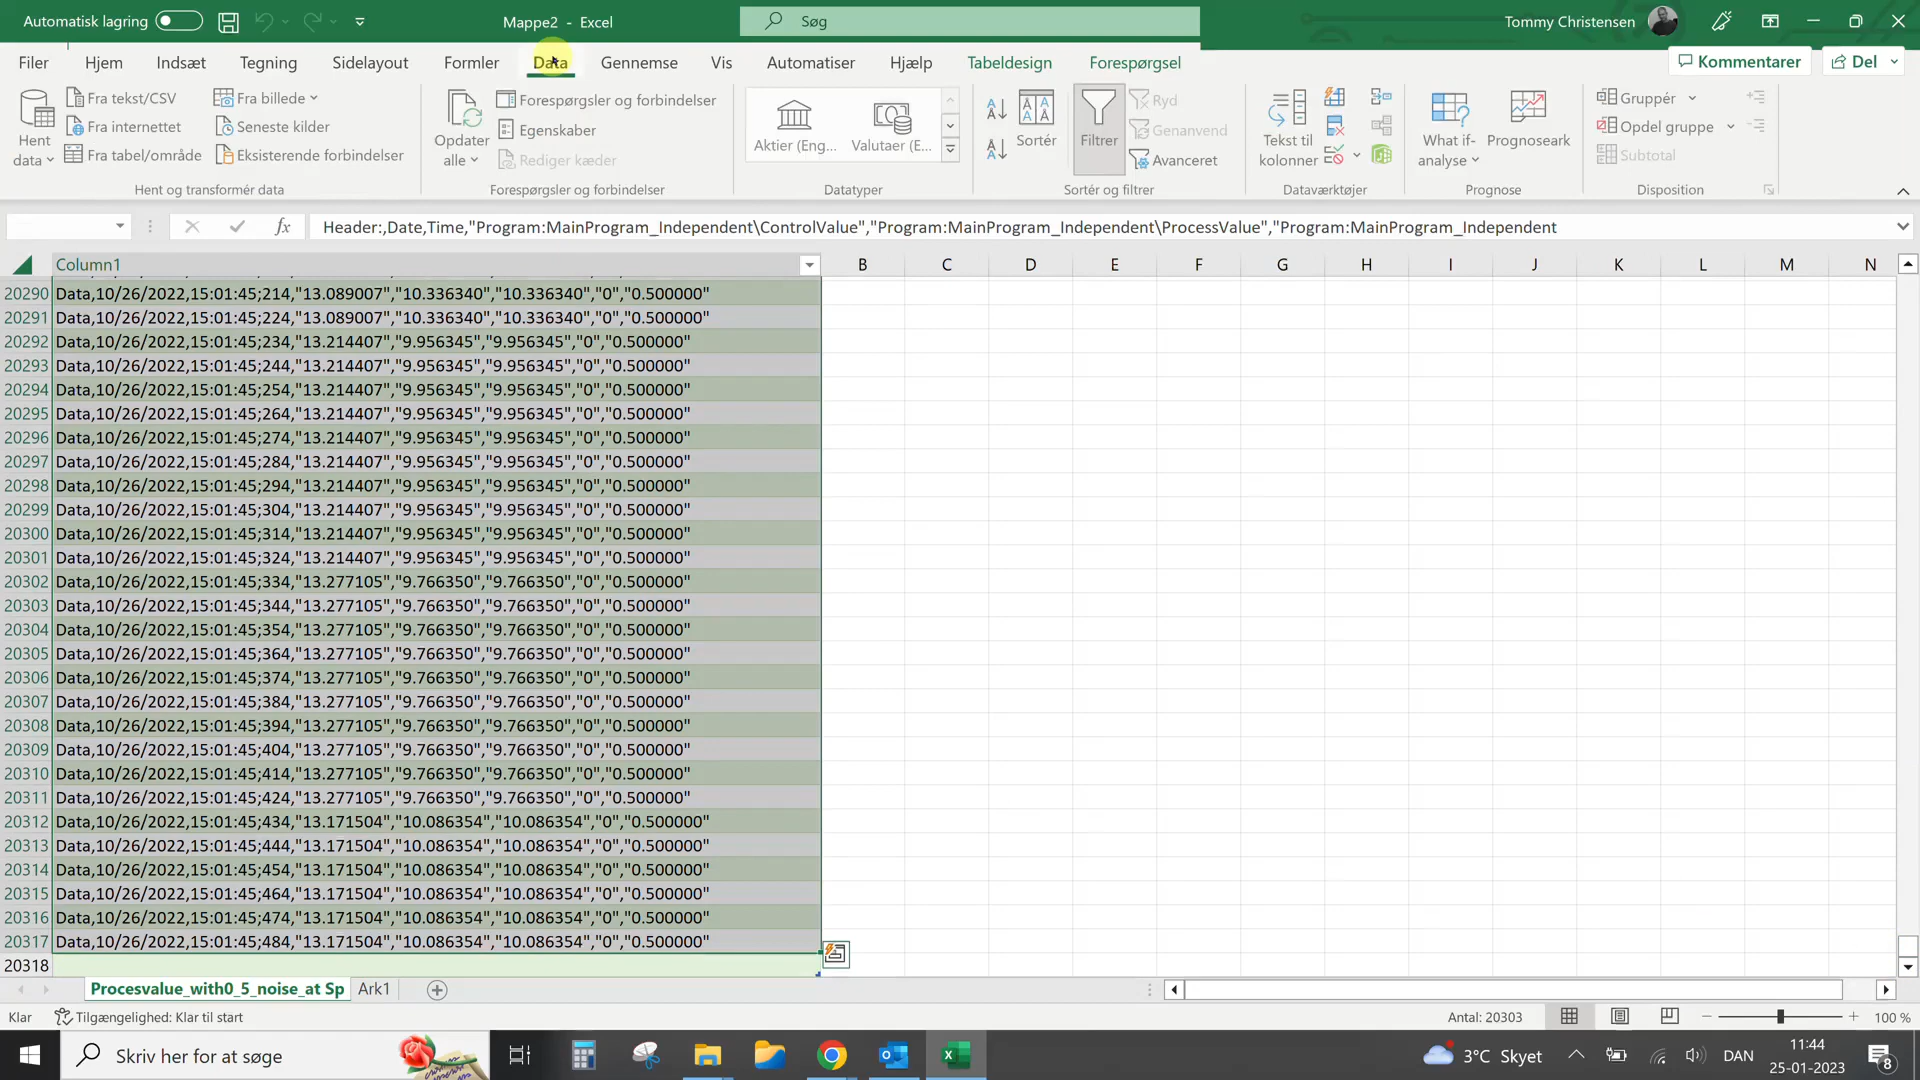 Automatisk lagring
Mappe2 - Excel
Søg
Tommy Christensen
Filer
Hjem
Indsæt
Tegning
Sidelayout
Formler
Data
Gennemse
Vis
Automatiser
Hjælp
Tabeldesign
Forespørgsel
Kommentarer
Del
Hent data
Fra tekst/CSV
Fra internettet
Fra tabel/område
Fra billede
Seneste kilder
Eksisterende forbindelser
Hent og transformér data
Opdater alle
Forespørgsler og forbindelser
Egenskaber
Rediger kæder
Forespørgsler og forbindelser
Aktier (Eng...
Valutaer (E...
Datatyper
Sortér
Filtrer
Ryd
Genanvend
Avanceret
Sortér og filtrer
Tekst til kolonner
Dataværktøjer
What if-analyse
Prognoseark
Prognose
Gruppér
Opdel gruppe
Subtotal
Disposition
fx
Header:,Date,Time,"Program:MainProgram_Independent\ControlValue","Program:MainProgram_Independent\ProcessValue","Program:MainProgram_Independent
Column1 B C D E F G H I J K L M N
20290 Data,10/26/2022,15:01:45;214,"13.089007","10.336340","10.336340","0","0.500000"
20291 Data,10/26/2022,15:01:45;224,"13.089007","10.336340","10.336340","0","0.500000"
20292 Data,10/26/2022,15:01:45;234,"13.214407","9.956345","9.956345","0","0.500000"
20293 Data,10/26/2022,15:01:45;244,"13.214407","9.956345","9.956345","0","0.500000"
20294 Data,10/26/2022,15:01:45;254,"13.214407","9.956345","9.956345","0","0.500000"
20295 Data,10/26/2022,15:01:45;264,"13.214407","9.956345","9.956345","0","0.500000"
20296 Data,10/26/2022,15:01:45;274,"13.214407","9.956345","9.956345","0","0.500000"
20297 Data,10/26/2022,15:01:45;284,"13.214407","9.956345","9.956345","0","0.500000"
20298 Data,10/26/2022,15:01:45;294,"13.214407","9.956345","9.956345","0","0.500000"
20299 Data,10/26/2022,15:01:45;304,"13.214407","9.956345","9.956345","0","0.500000"
20300 Data,10/26/2022,15:01:45;314,"13.214407","9.956345","9.956345","0","0.500000"
20301 Data,10/26/2022,15:01:45;324,"13.214407","9.956345","9.956345","0","0.500000"
20302 Data,10/26/2022,15:01:45;334,"13.277105","9.766350","9.766350","0","0.500000"
20303 Data,10/26/2022,15:01:45;344,"13.277105","9.766350","9.766350","0","0.500000"
20304 Data,10/26/2022,15:01:45;354,"13.277105","9.766350","9.766350","0","0.500000"
20305 Data,10/26/2022,15:01:45;364,"13.277105","9.766350","9.766350","0","0.500000"
20306 Data,10/26/2022,15:01:45;374,"13.277105","9.766350","9.766350","0","0.500000"
20307 Data,10/26/2022,15:01:45;384,"13.277105","9.766350","9.766350","0","0.500000"
20308 Data,10/26/2022,15:01:45;394,"13.277105","9.766350","9.766350","0","0.500000"
20309 Data,10/26/2022,15:01:45;404,"13.277105","9.766350","9.766350","0","0.500000"
20310 Data,10/26/2022,15:01:45;414,"13.277105","9.766350","9.766350","0","0.500000"
20311 Data,10/26/2022,15:01:45;424,"13.277105","9.766350","9.766350","0","0.500000"
20312 Data,10/26/2022,15:01:45;434,"13.171504","10.086354","10.086354","0","0.500000"
20313 Data,10/26/2022,15:01:45;444,"13.171504","10.086354","10.086354","0","0.500000"
20314 Data,10/26/2022,15:01:45;454,"13.171504","10.086354","10.086354","0","0.500000"
20315 Data,10/26/2022,15:01:45;464,"13.171504","10.086354","10.086354","0","0.500000"
20316 Data,10/26/2022,15:01:45;474,"13.171504","10.086354","10.086354","0","0.500000"
20317 Data,10/26/2022,15:01:45;484,"13.171504","10.086354","10.086354","0","0.500000"
20318
Procesvalue_with0_5_noise_at Sp
Ark1
Klar
Tilgængelighed: Klar til start
Antal: 20303
100 %
Skriv her for at søge
3°C Skyet
DAN
11:44
25-01-2023
8